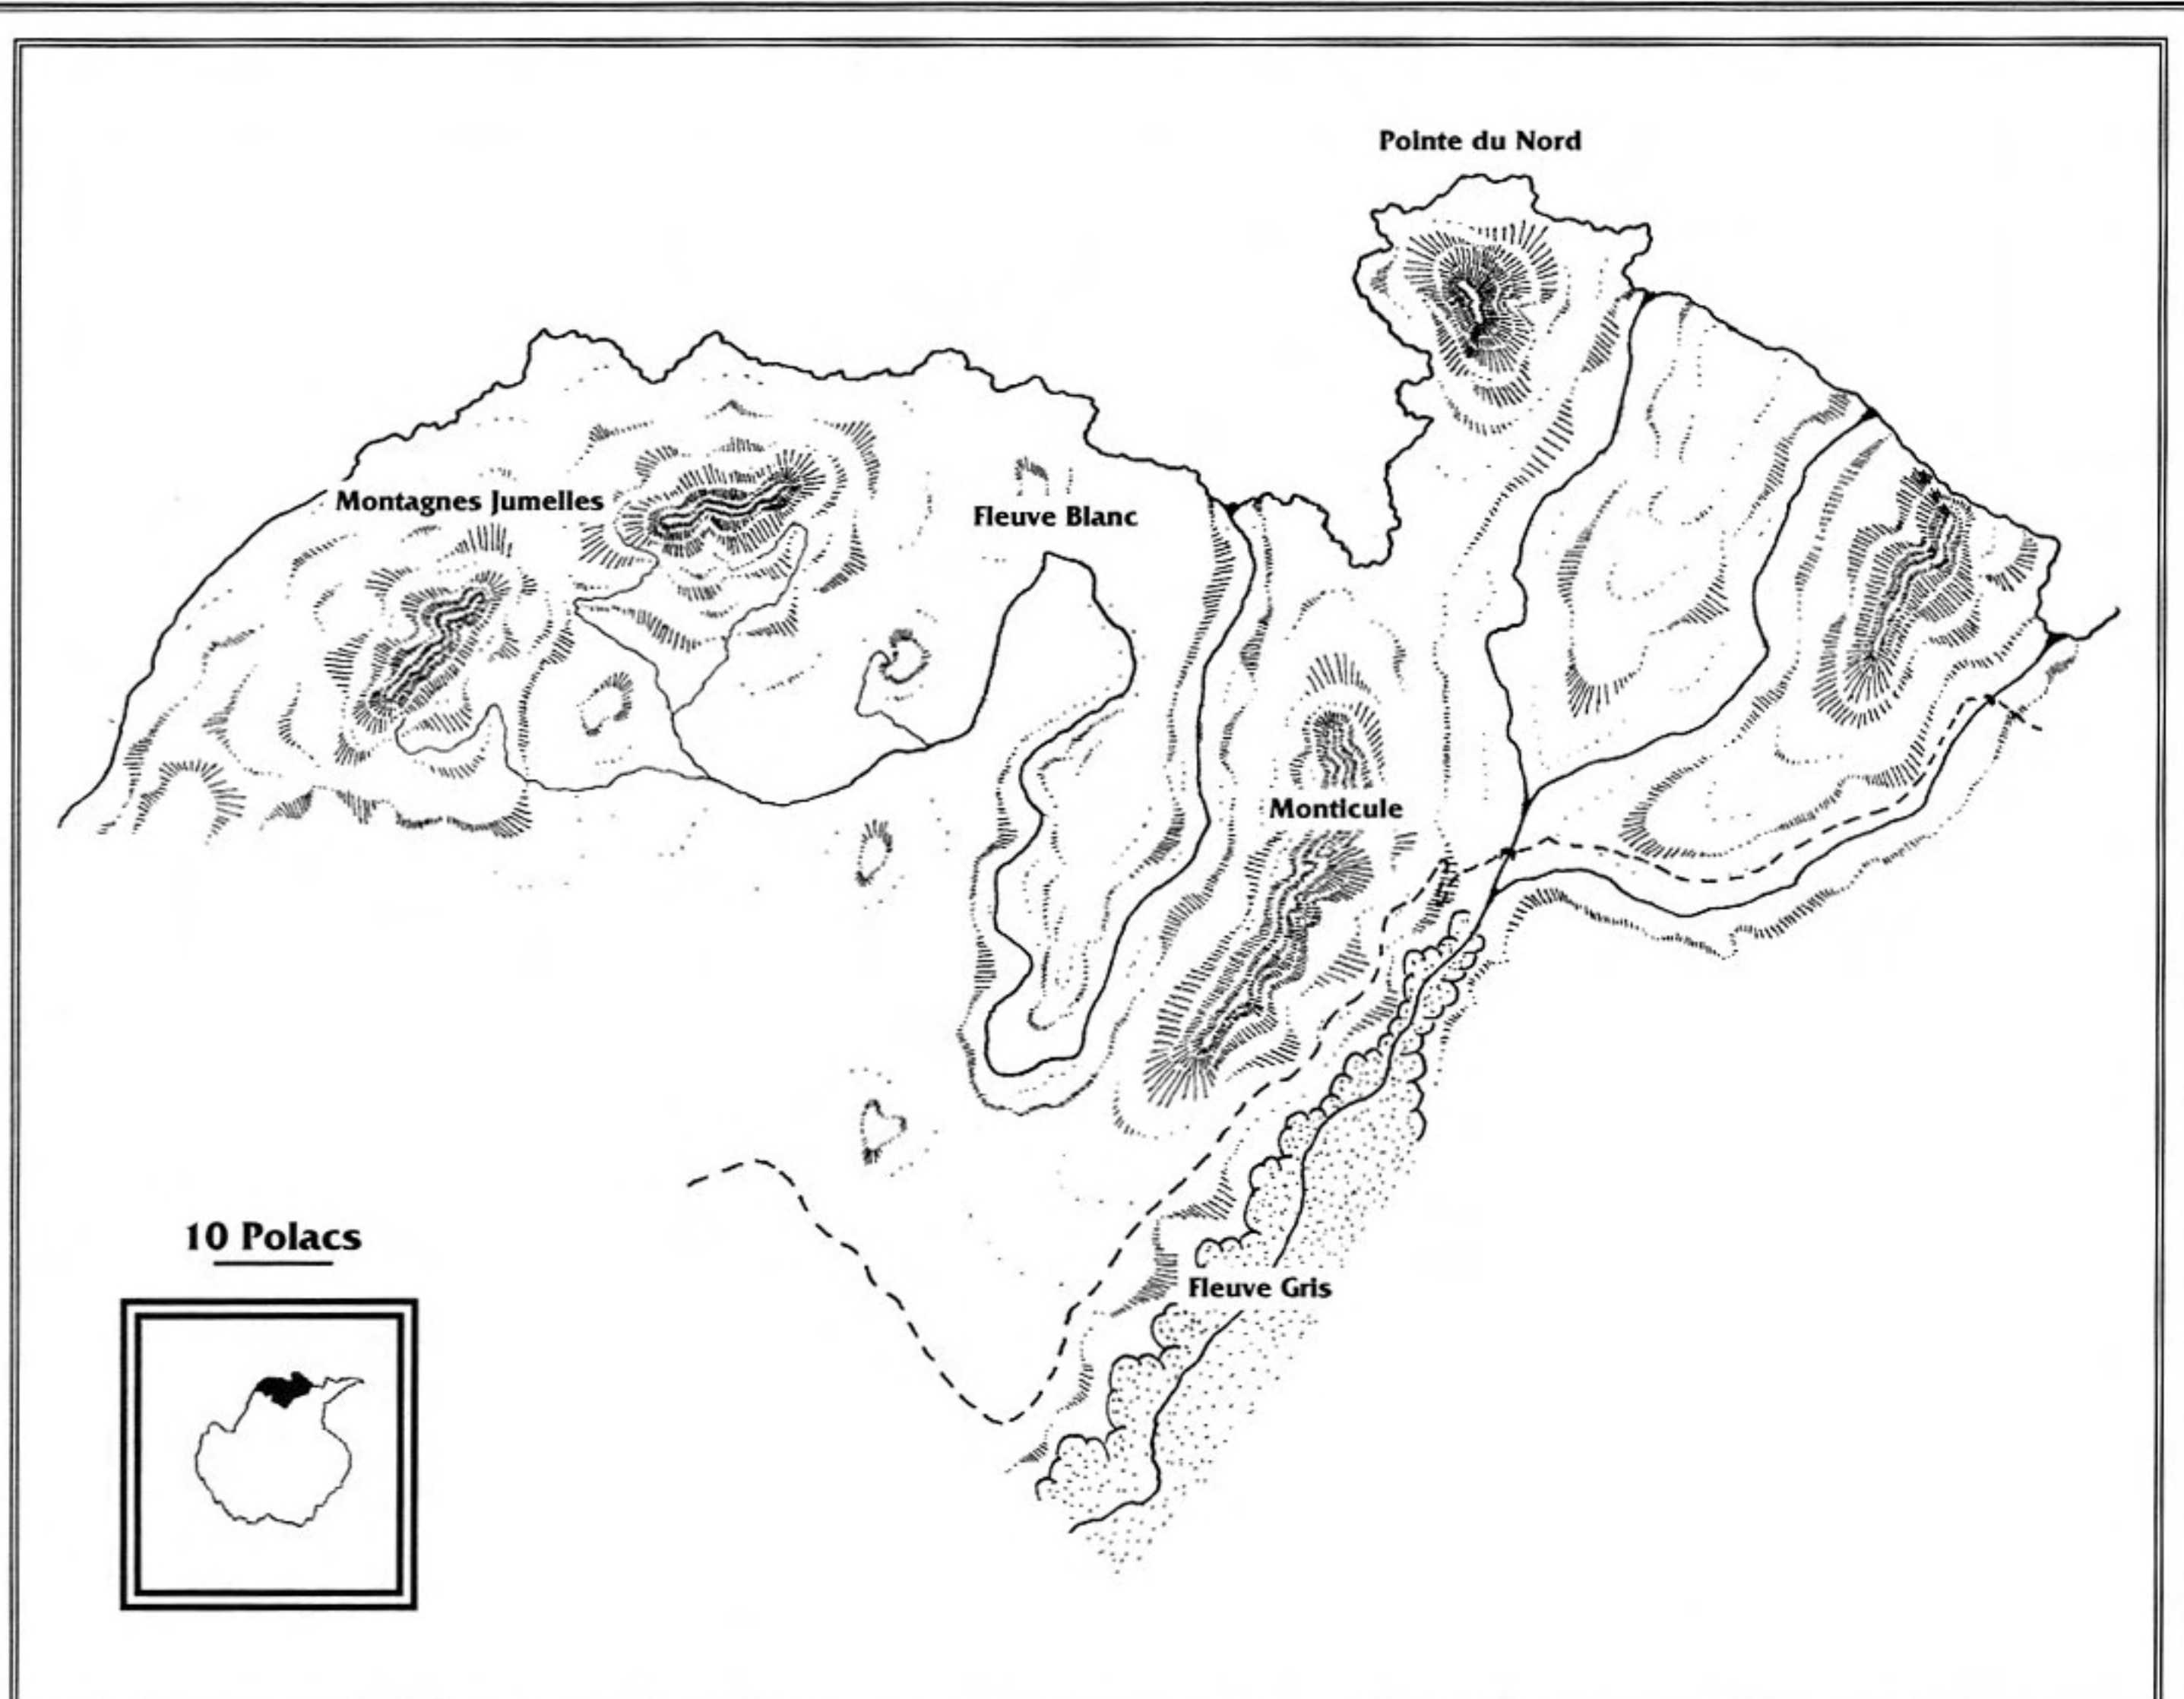 Pointe du Nord
Montagnes Jumelles
Fleuve Blanc
Monticule
10 Polacs
Fleuve Gris